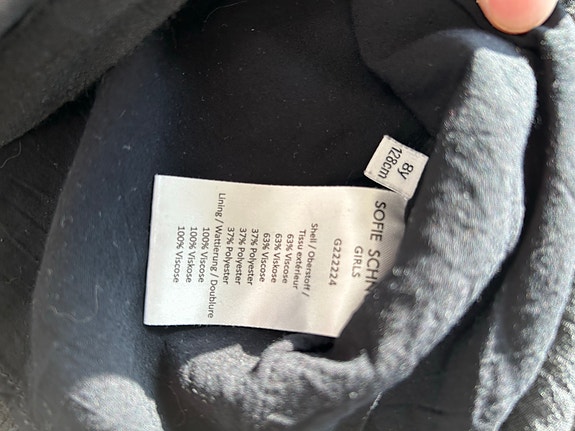 8y
128cm
SOFIE SCHN
GIRLS
G222224
Shell / Oberstoff /
Tissu extérieur
63% Viscose
63% Viskose
63% Viscose
37% Polyester
37% Polyester
37% Polyester
Lining / Wattierung / Doublure
100% Viscose
100% Viskose
100% Viscose